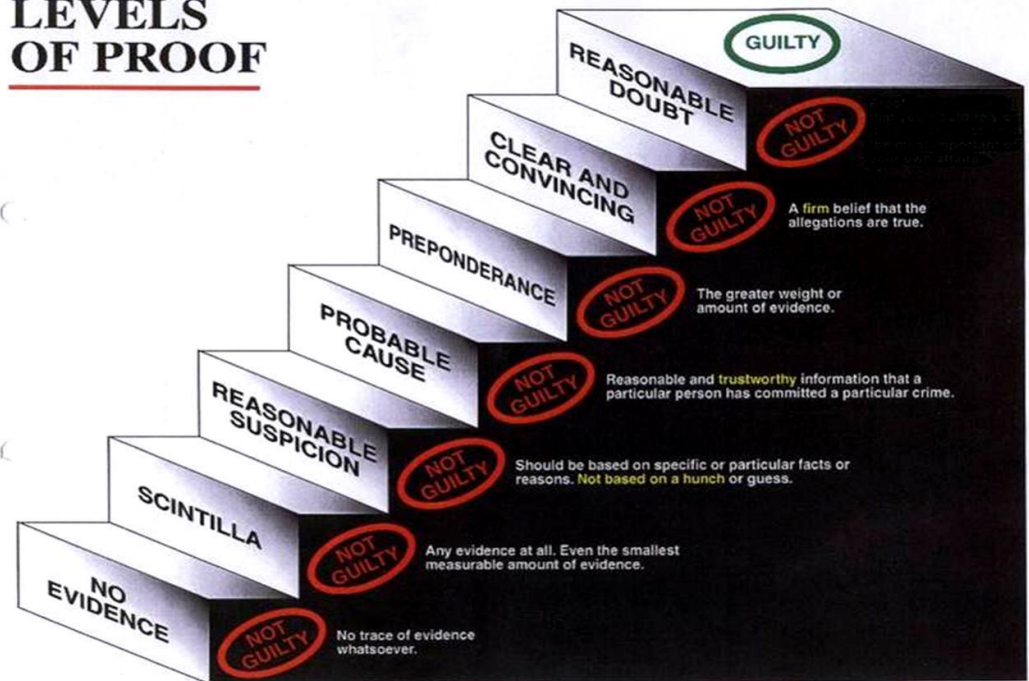 LEVELS
OF PROOF
GUILTY
REASONABLE
DOUBT
NOT
GUILTY
CLEAR AND
CONVINCING
NOT
GUILTY
A firm belief that the
allegations are true.
PREPONDERANCE
NOT
GUILTY
The greater weight or
amount of evidence.
PROBABLE
CAUSE
NOT
GUILTY
Reasonable and trustworthy information that a
particular person has committed a particular crime.
REASONABLE
SUSPICION
NOT
GUILTY
Should be based on specific or particular facts or
reasons. Not based on a hunch or guess.
SCINTILLA
NOT
GUILTY
Any evidence at all. Even the smallest
measurable amount of evidence.
NO
EVIDENCE
NOT
GUILTY
No trace of evidence
whatsoever.